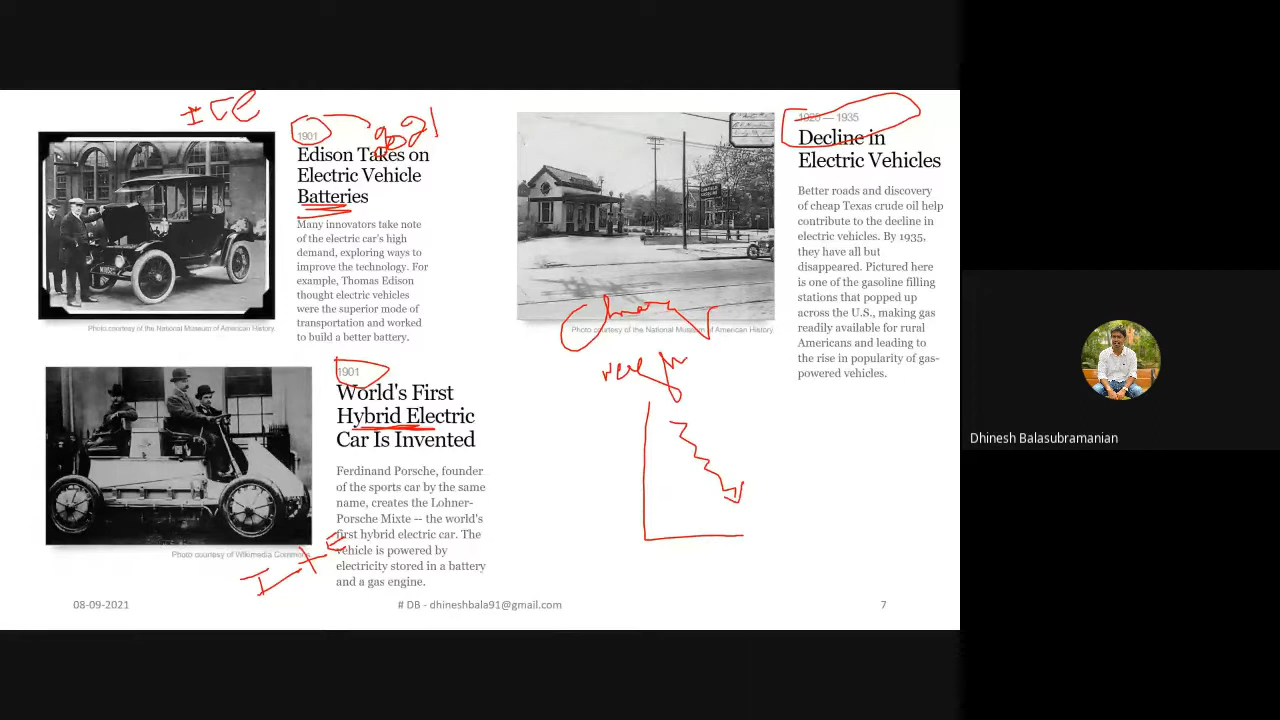 ICE
1901
2021
Edison Takes on
Electric Vehicle
Batteries
Many innovators take note
of the electric car's high
demand, exploring ways to
improve the technology. For
example, Thomas Edison
thought electric vehicles
were the superior mode of
transportation and worked
to build a better battery.
Photo courtesy of the National Museum of American History.
1901
World's First
Hybrid Electric
Car Is Invented
Ferdinand Porsche, founder
of the sports car by the same
name, creates the Lohner-
Porsche Mixte -- the world's
first hybrid electric car. The
vehicle is powered by
electricity stored in a battery
and a gas engine.
Photo courtesy of Wikimedia Commons.
I + E
Photo courtesy of the National Museum of American History.
1920 — 1935
Decline in
Electric Vehicles
Better roads and discovery
of cheap Texas crude oil help
contribute to the decline in
electric vehicles. By 1935,
they have all but
disappeared. Pictured here
is one of the gasoline filling
stations that popped up
across the U.S., making gas
readily available for rural
Americans and leading to
the rise in popularity of gas-
powered vehicles.
08-09-2021
# DB - dhineshbala91@gmail.com
7
Dhinesh Balasubramanian